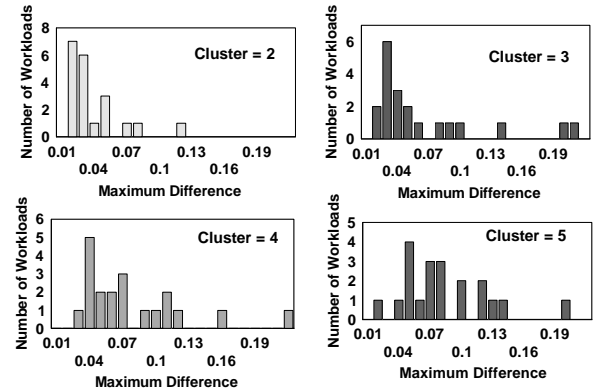 Number of Workloads
8
6
4
2
0
Cluster = 2
0.01 0.07 0.13 0.19
0.04 0.1 0.16
Maximum Difference
Number of Workloads
6
4
2
0
Cluster = 3
0.01 0.07 0.13 0.19
0.04 0.1 0.16
Maximum Difference
Number of Workloads
6
5
4
3
2
1
0
Cluster = 4
0.01 0.07 0.13 0.19
0.04 0.1 0.16
Maximum Difference
Number of Workloads
5
4
3
2
1
0
Cluster = 5
0.01 0.07 0.13 0.19
0.04 0.1 0.16
Maximum Difference